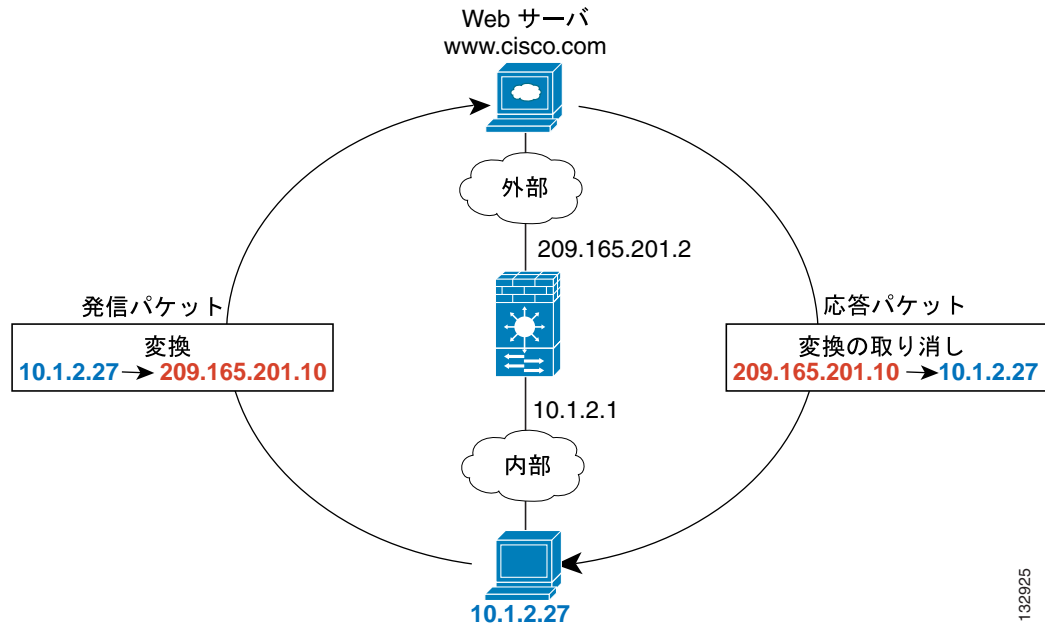 Web サーバ
www.cisco.com
外部
209.165.201.2
発信パケット
変換
10.1.2.27 → 209.165.201.10
応答パケット
変換の取り消し
209.165.201.10 → 10.1.2.27
10.1.2.1
内部
10.1.2.27
132925